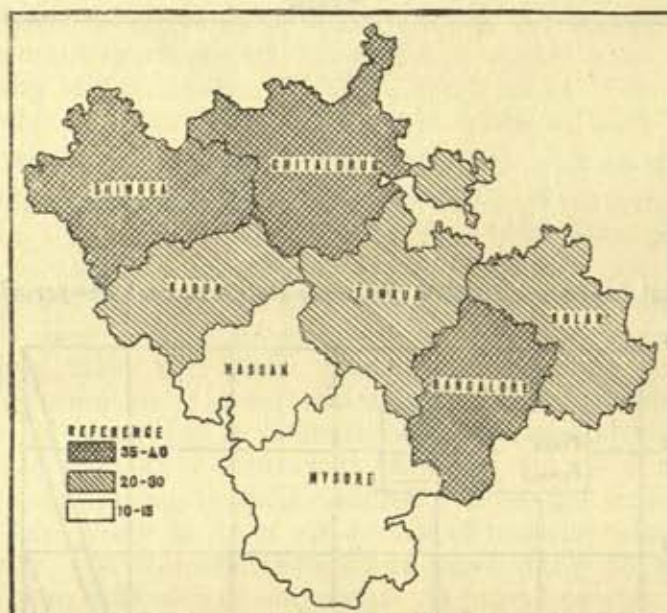 SHIMOGA
CHITALDRUG
KADUR
TUMKUR
KOLAR
HASSAN
BANGALORE
MYSORE
REFERENCE
35-40
20-30
10-15